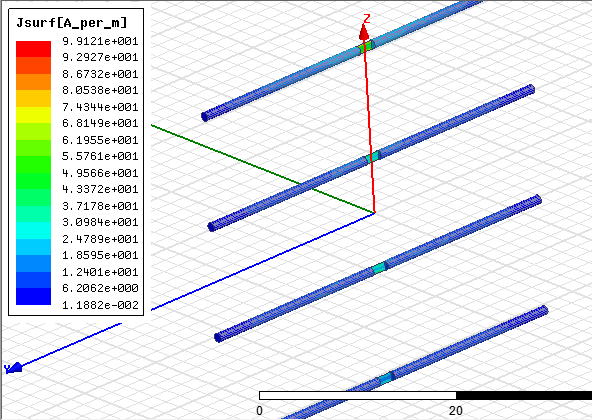 Jsurf[A_per_m]
9.9121e+001
9.2927e+001
8.6732e+001
8.0538e+001
7.4344e+001
6.8149e+001
6.1955e+001
5.5761e+001
4.9566e+001
4.3372e+001
3.7178e+001
3.0984e+001
2.4789e+001
1.8595e+001
1.2401e+001
6.2062e+000
1.1882e-002
Z
Y
0 20